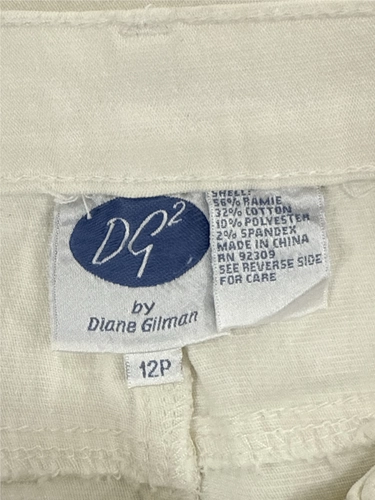 DG2
by
Diane Gilman
12P
SHELL:
56% RAMIE
32% COTTON
10% POLYESTER
2% SPANDEX
MADE IN CHINA
RN 92309
SEE REVERSE SIDE
FOR CARE